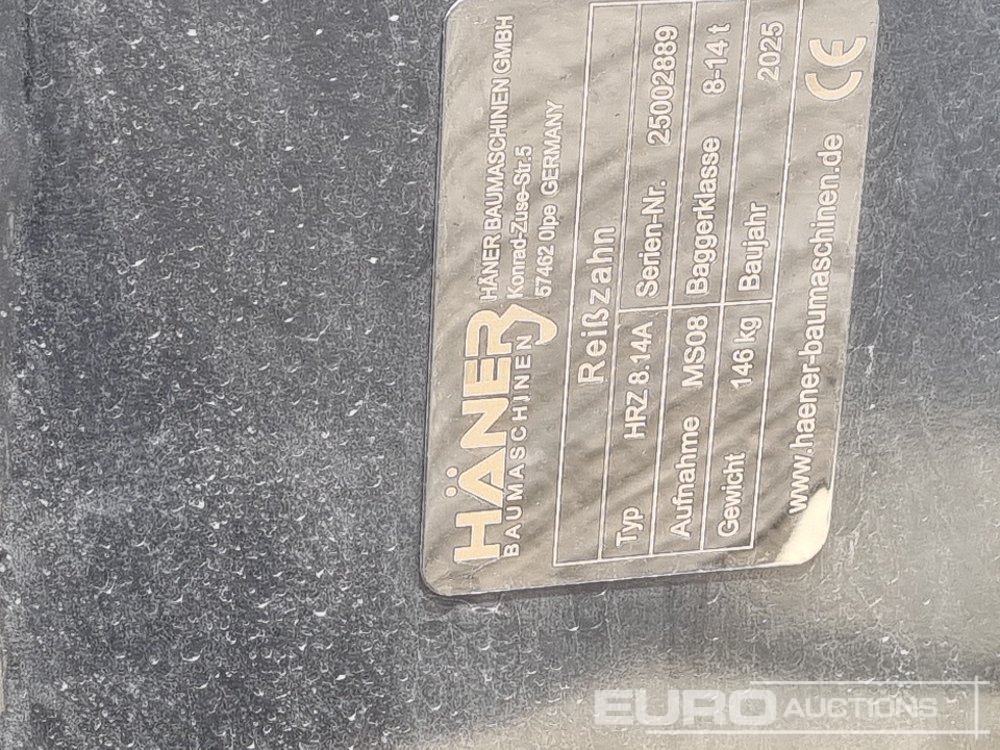 HÄNER
BAUMASCHINEN
HÄNER BAUMASCHINEN GMBH
Konrad-Zuse-Str.5
57462 Olpe GERMANY
Reißzahn
Typ HRZ 8.14A Serien-Nr. 25002889
Aufnahme MS08 Baggerklasse 8-14 t
Gewicht 146 kg Baujahr 2025
www.haener-baumaschinen.de CE
EURO AUCTIONS